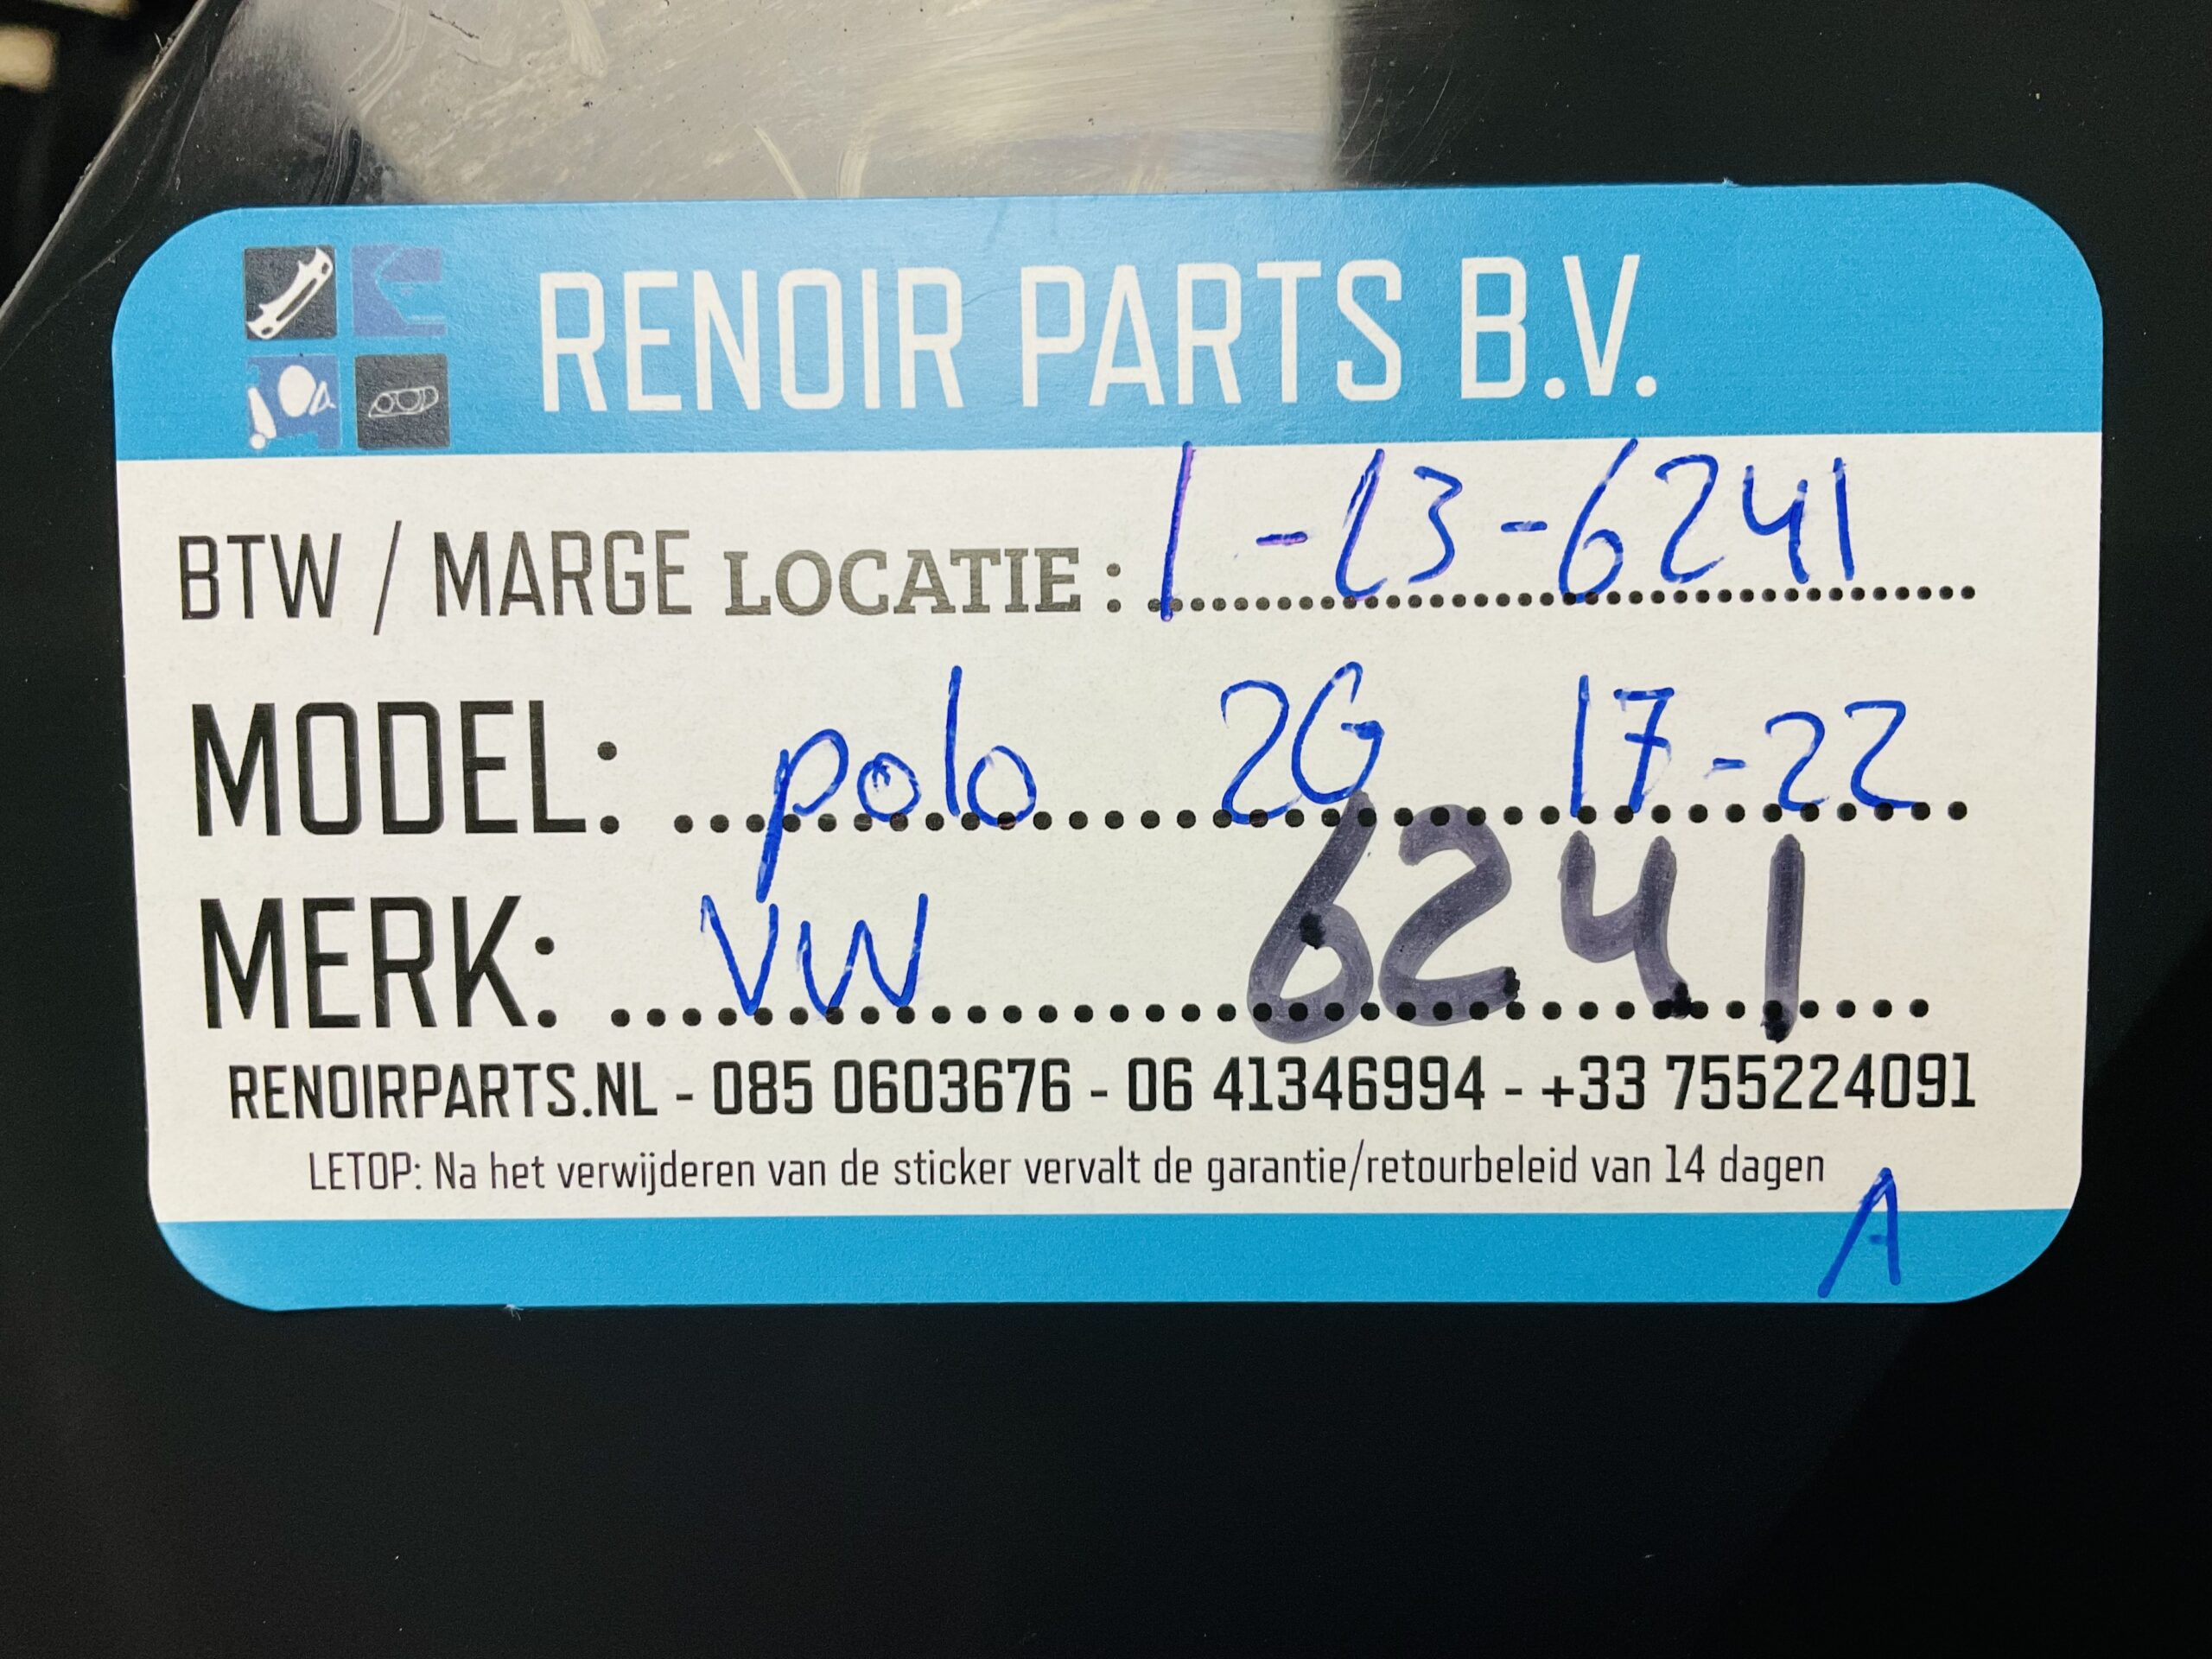 RENOIR PARTS B.V.
BTW / MARGE LOCATIE : 1-23-6241
MODEL: polo 2G 17-22
MERK: VW 6241
RENOIRPARTS.NL - 085 0603676 - 06 41346994 - +33 755224091
LETOP: Na het verwijderen van de sticker vervalt de garantie/retourbeleid van 14 dagen
A